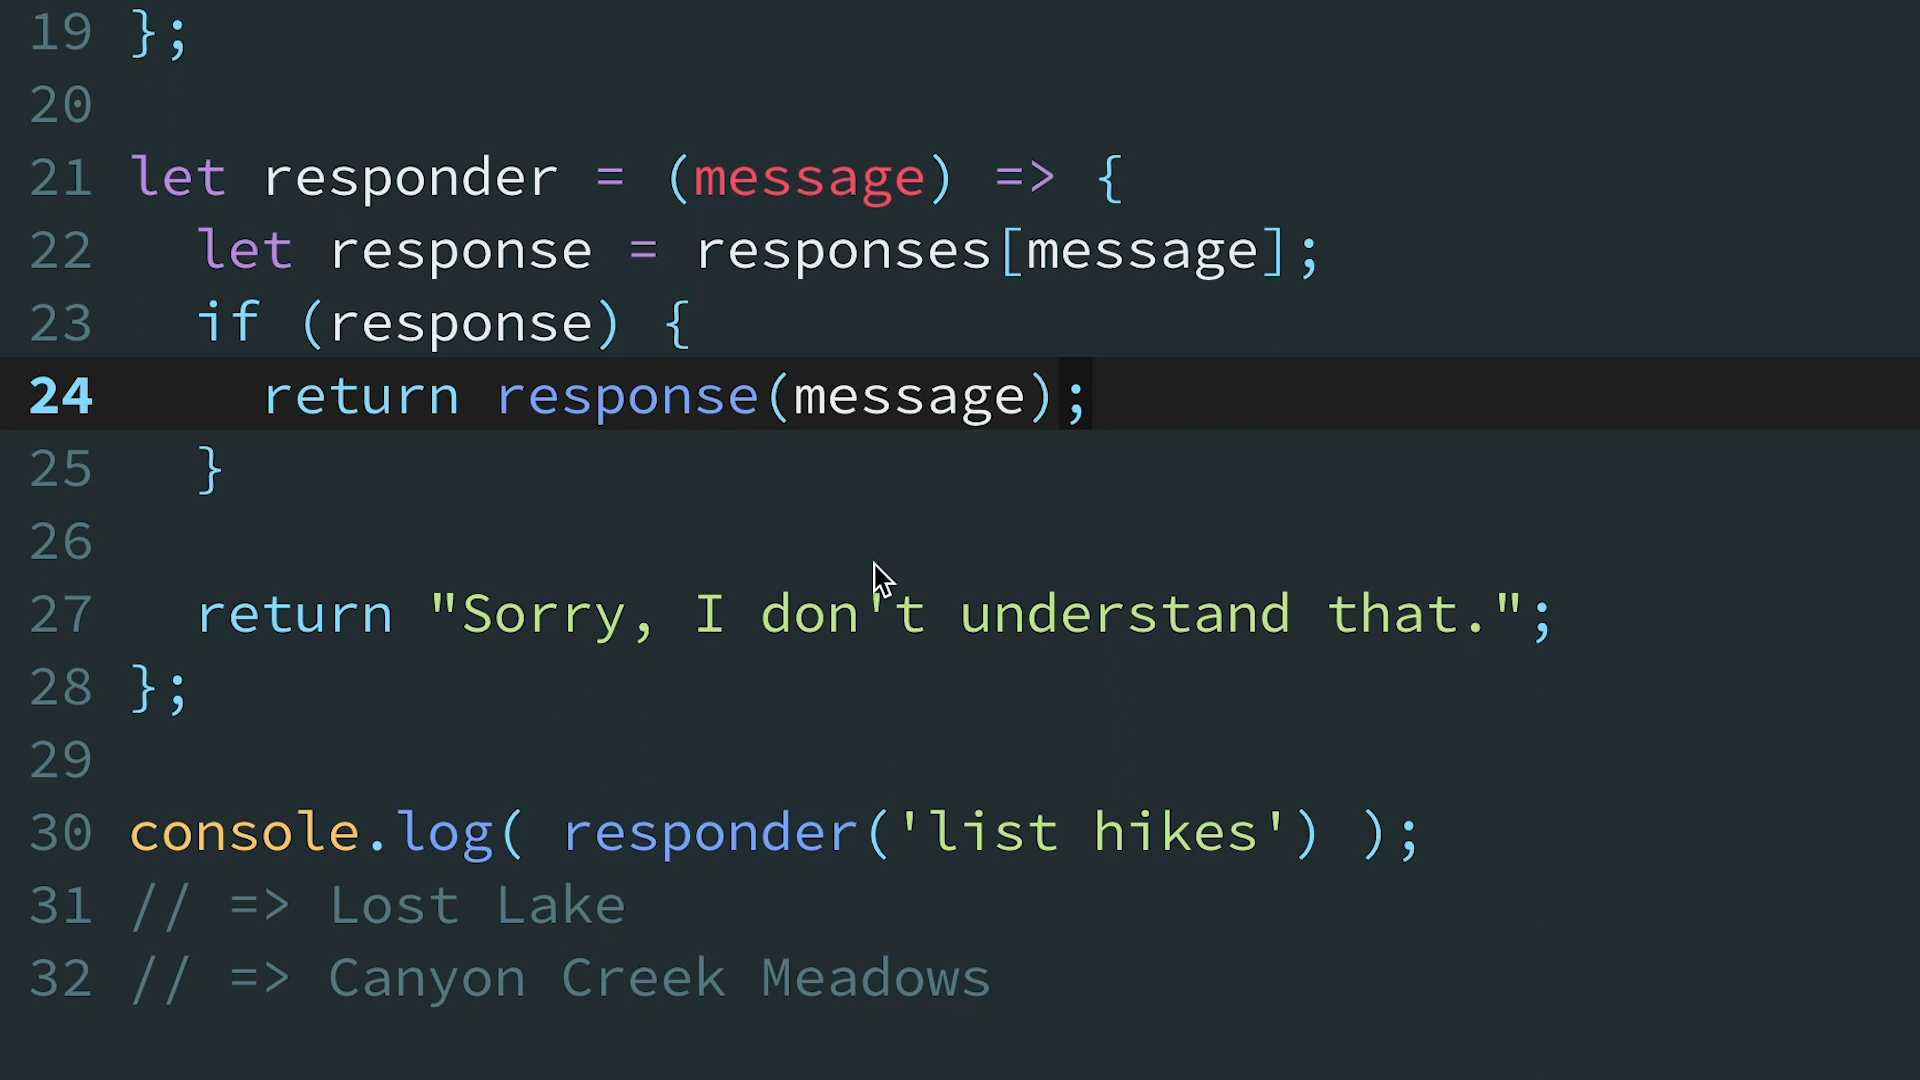 19 };
20
21 let responder = (message) => {
22   let response = responses[message];
23   if (response) {
24     return response(message);
25   }
26
27   return "Sorry, I don't understand that.";
28 };
29
30 console.log( responder('list hikes') );
31 // => Lost Lake
32 // => Canyon Creek Meadows